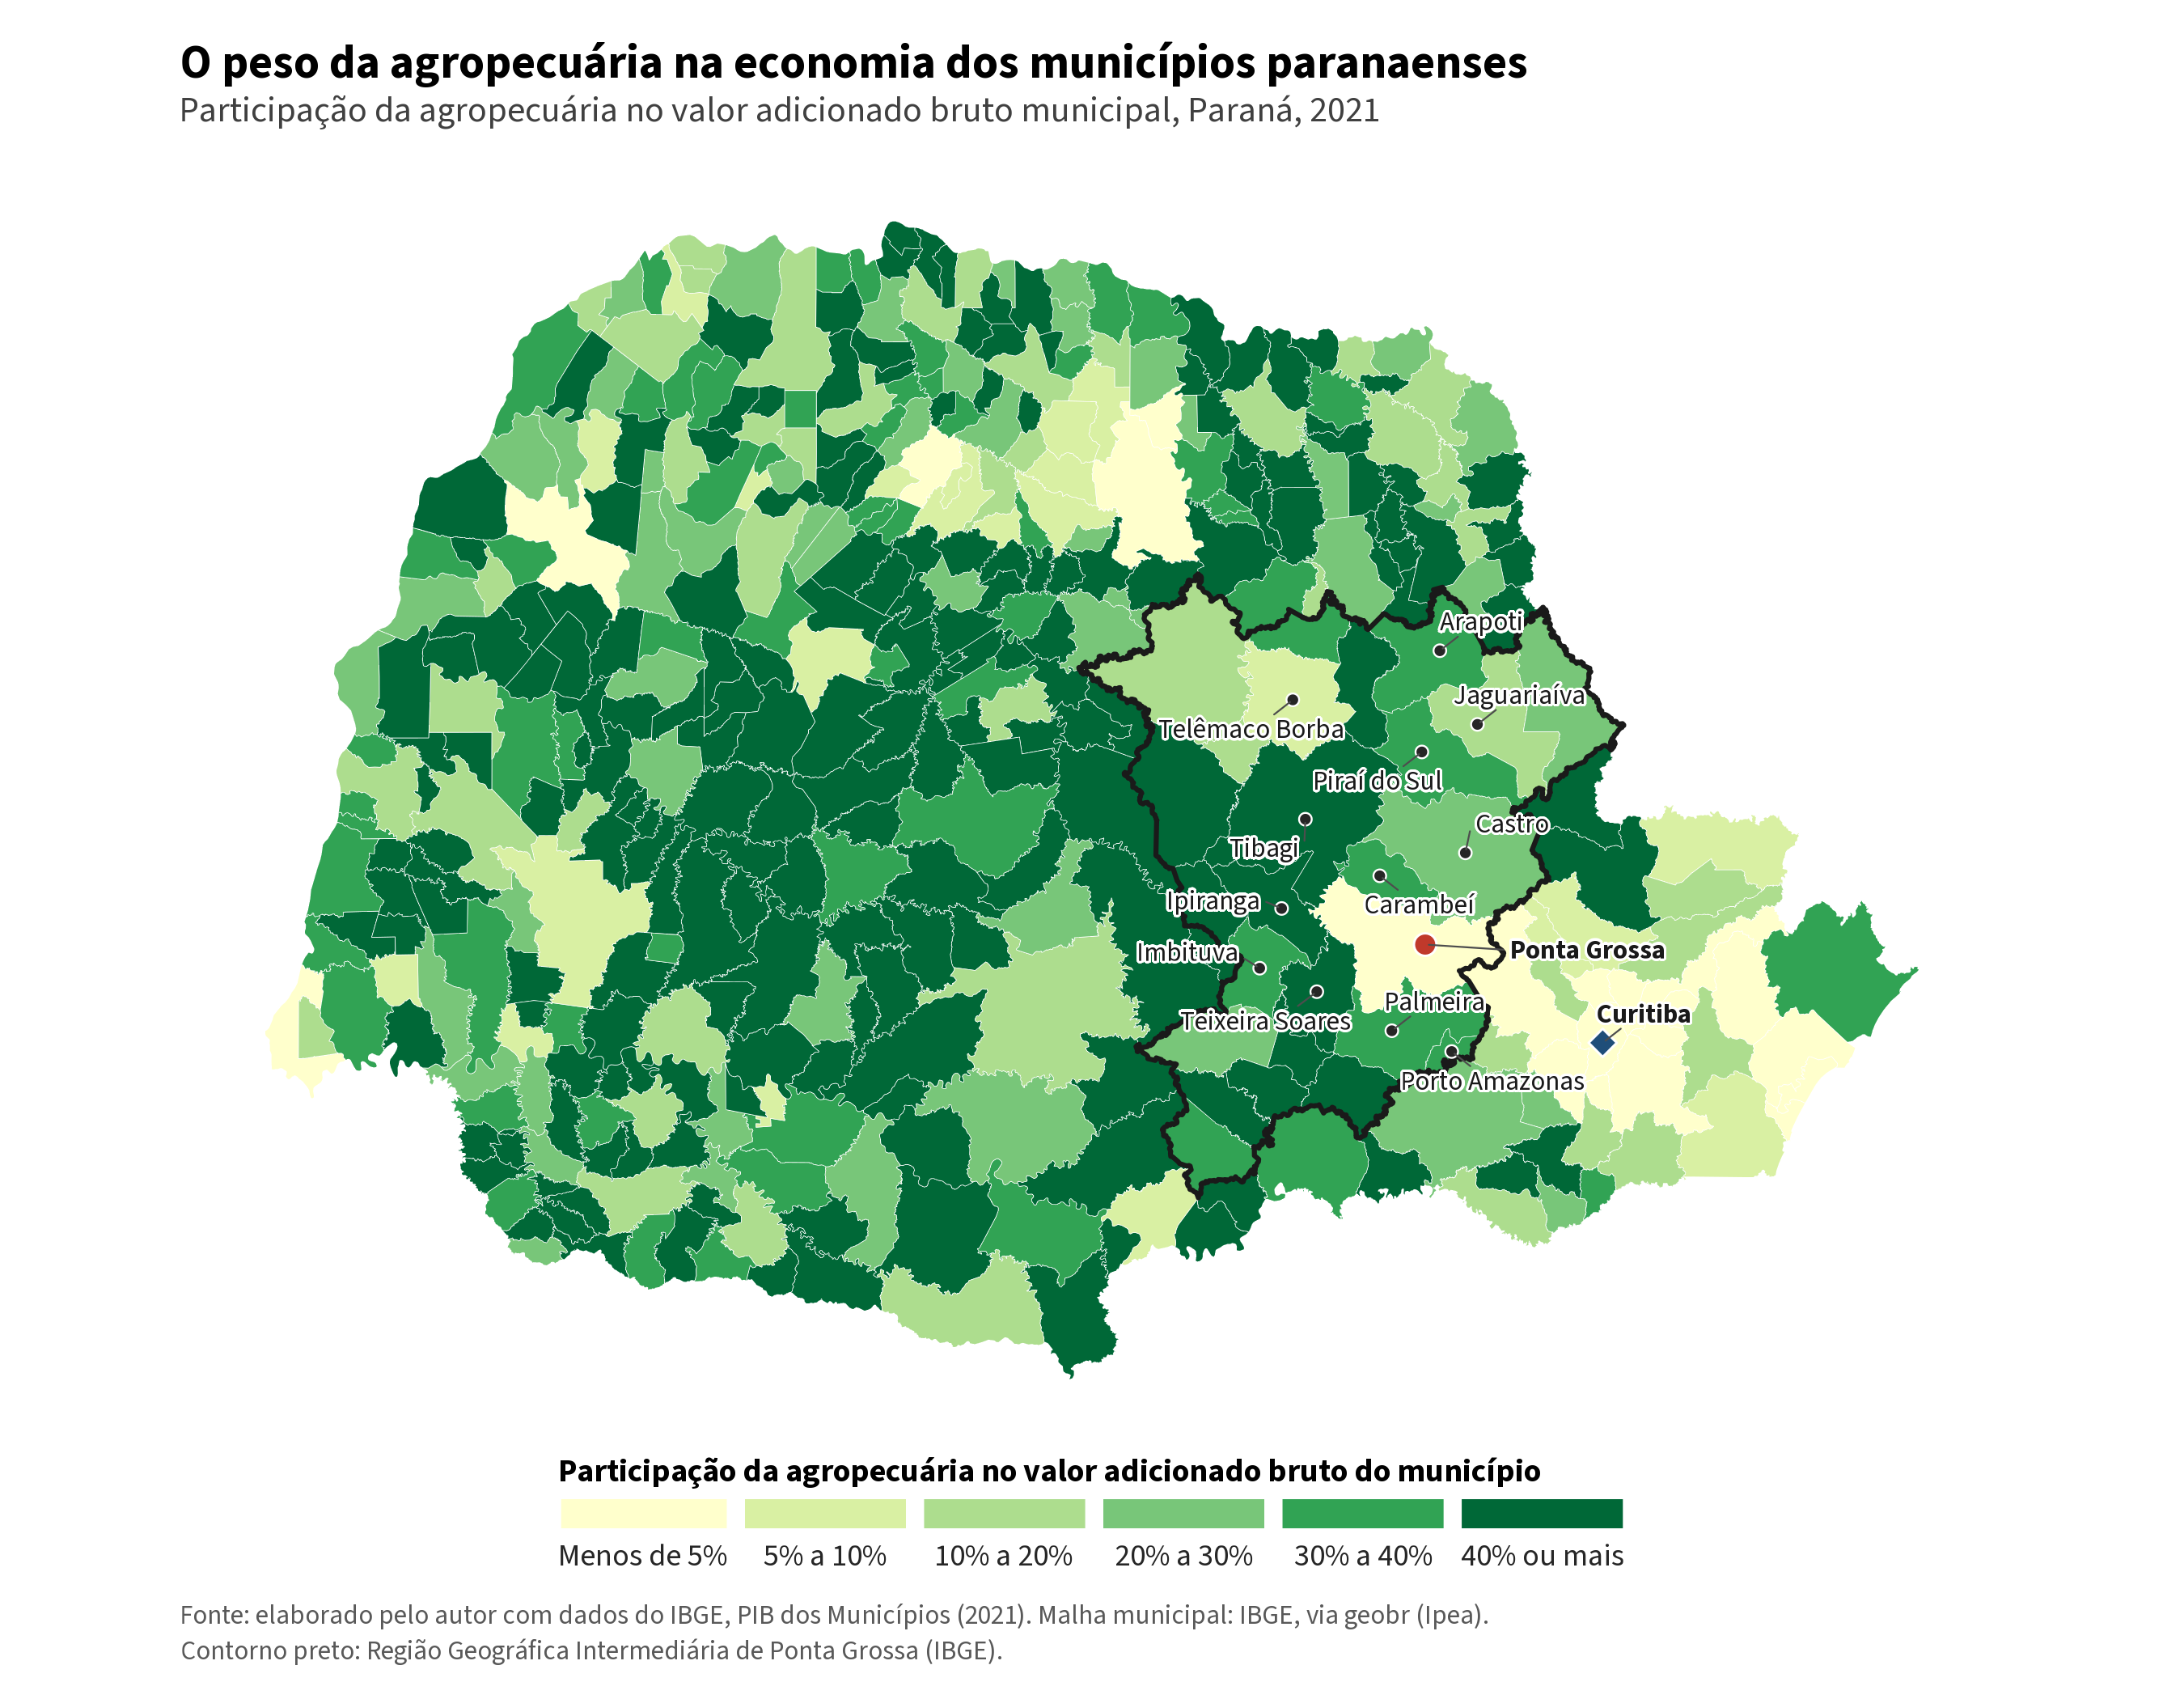 O peso da agropecuária na economia dos municípios paranaenses
Participação da agropecuária no valor adicionado bruto municipal, Paraná, 2021
Arapoti
Jaguariaíva
Telêmaco Borba
Piraí do Sul
Castro
Tibagi
Ipiranga
Carambeí
Imbituva
Ponta Grossa
Palmeira
Curitiba
Teixeira Soares
Porto Amazonas
Participação da agropecuária no valor adicionado bruto do município
Menos de 5% 5% a 10% 10% a 20% 20% a 30% 30% a 40% 40% ou mais
Fonte: elaborado pelo autor com dados do IBGE, PIB dos Municípios (2021). Malha municipal: IBGE, via geobr (Ipea).
Contorno preto: Região Geográfica Intermediária de Ponta Grossa (IBGE).